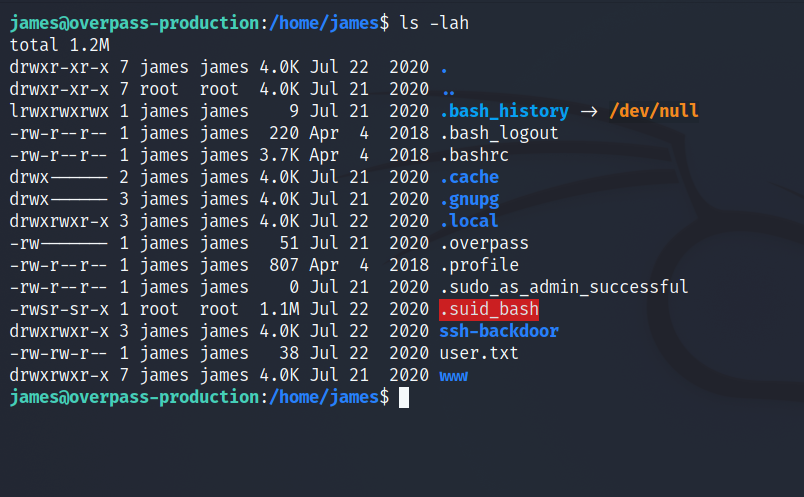 james@overpass-production:/home/james$ ls -lah
total 1.2M
drwxr-xr-x 7 james james 4.0K Jul 22  2020 .
drwxr-xr-x 7 root  root  4.0K Jul 21  2020 ..
lrwxrwxrwx 1 james james    9 Jul 21  2020 .bash_history -> /dev/null
-rw-r--r-- 1 james james  220 Apr  4  2018 .bash_logout
-rw-r--r-- 1 james james 3.7K Apr  4  2018 .bashrc
drwx------ 2 james james 4.0K Jul 21  2020 .cache
drwx------ 3 james james 4.0K Jul 21  2020 .gnupg
drwxrwxr-x 3 james james 4.0K Jul 22  2020 .local
-rw------- 1 james james   51 Jul 21  2020 .overpass
-rw-r--r-- 1 james james  807 Apr  4  2018 .profile
-rw-r--r-- 1 james james    0 Jul 21  2020 .sudo_as_admin_successful
-rwsr-sr-x 1 root  root  1.1M Jul 22  2020 .suid_bash
drwxrwxr-x 3 james james 4.0K Jul 22  2020 ssh-backdoor
-rw-rw-r-- 1 james james   38 Jul 22  2020 user.txt
drwxrwxr-x 7 james james 4.0K Jul 21  2020 www
james@overpass-production:/home/james$